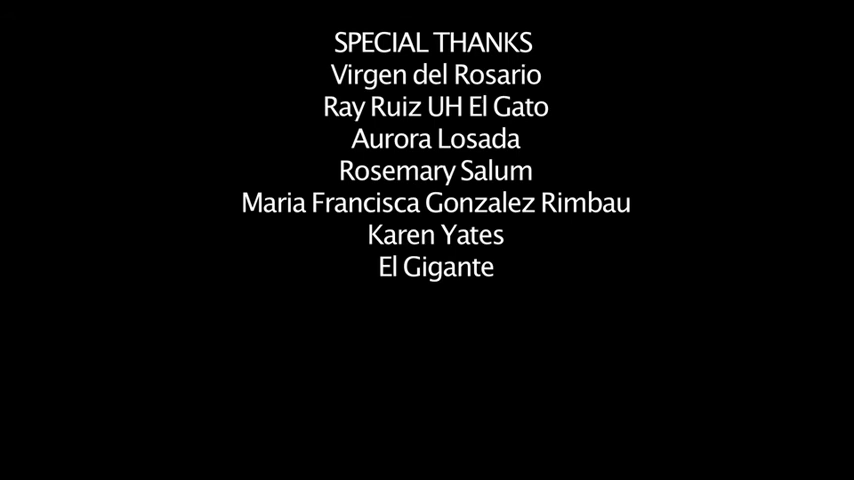 SPECIAL THANKS
Virgen del Rosario
Ray Ruiz UH El Gato
Aurora Losada
Rosemary Salum
Maria Francisca Gonzalez Rimbau
Karen Yates
El Gigante